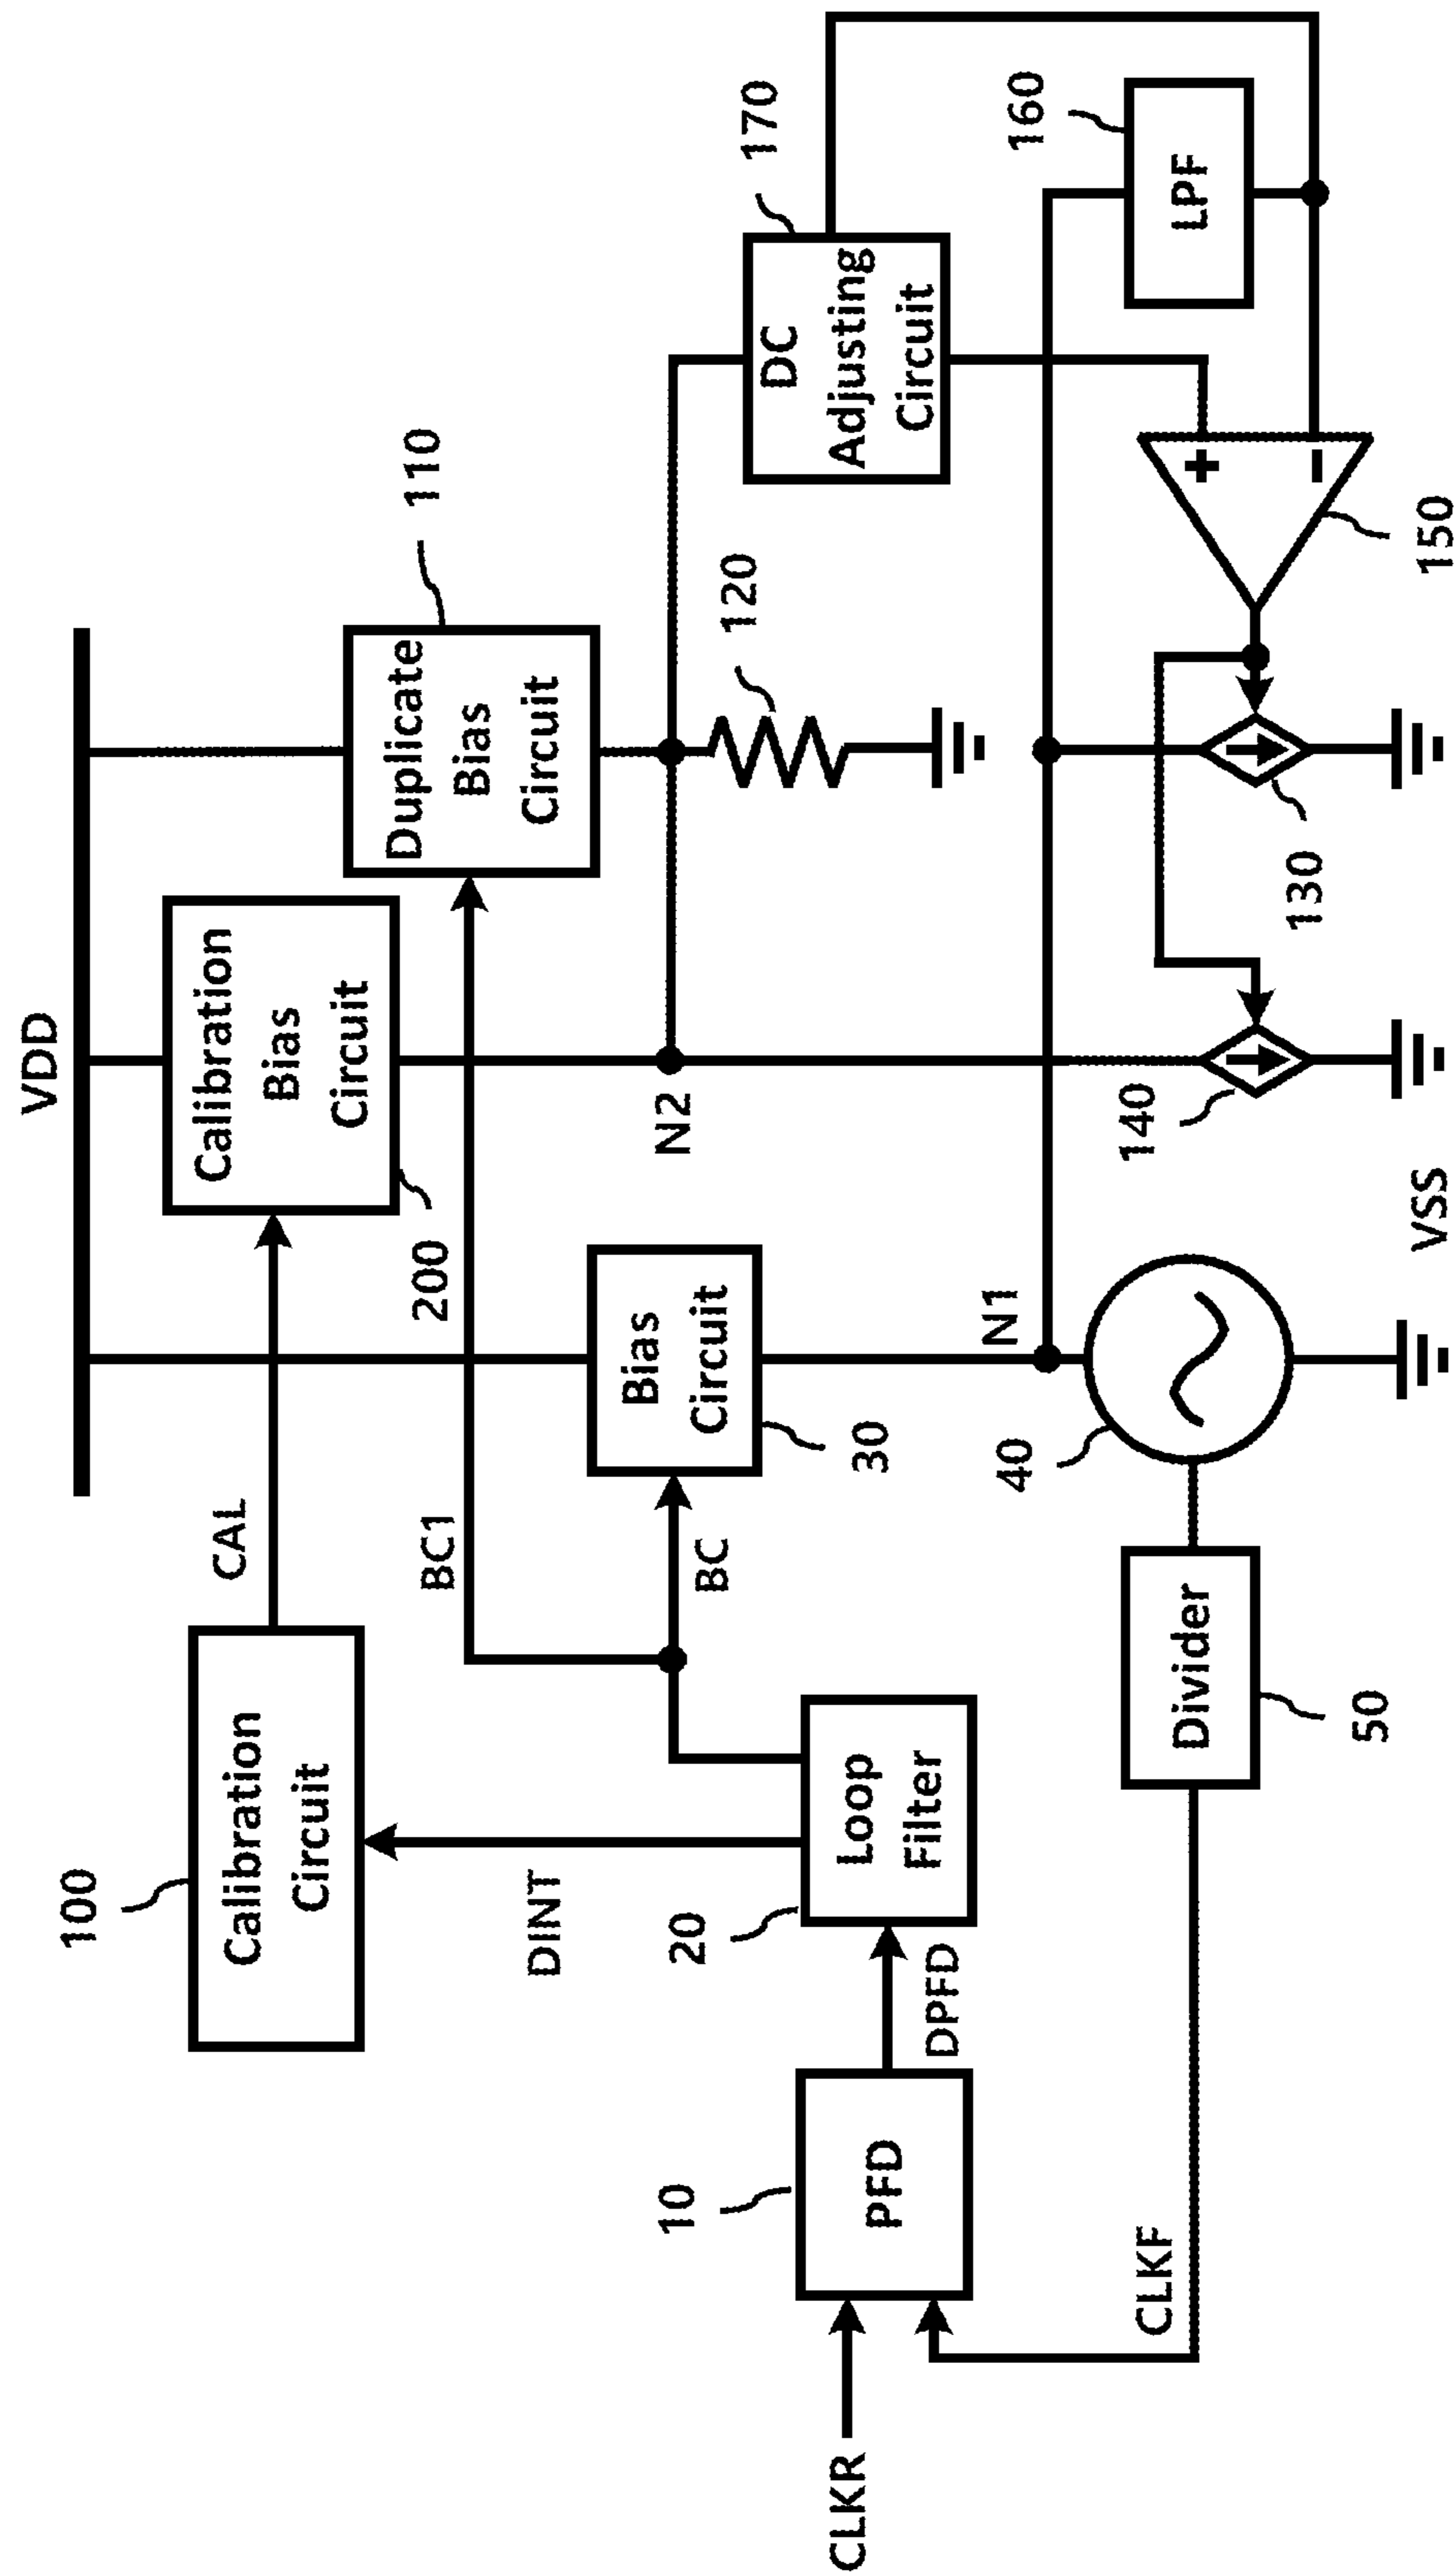 VDD
100
Calibration
Circuit
CAL
Calibration
Bias
Circuit
200
110
Duplicate
Bias
Circuit
BC1
DINT
BC
Bias
Circuit
30
N2
120
170
DC
Adjusting
Circuit
10
PFD
DPFD
20
Loop
Filter
CLKR
CLKF
Divider
50
40
N1
140
130
160
LPF
+
−
150
VSS